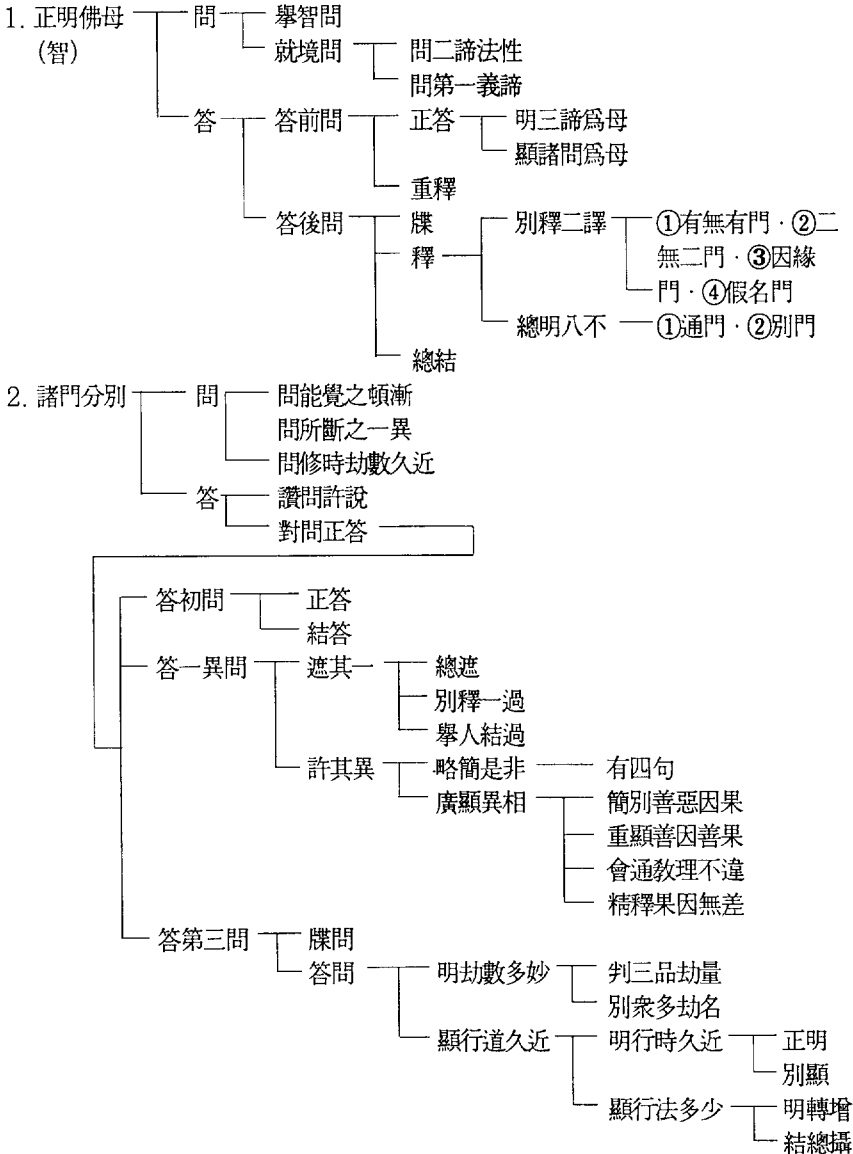 1. 正明佛母 問 擧智問
(智) 就境問 問二諦法性
問第一義諦
答 答前問 正答 明三諦爲母
顯諸問爲母
重釋
答後問 牒 別釋二譯 ①有無有門·②二
釋 無二門·③因緣
門·④假名門
總明八不 ①通門·②別門
總結
2. 諸門分別 問 問能覺之頓漸
問所斷之一異
問修時劫數久近
答 讚問許說
對問正答
答初問 正答
結答
答一異問 遮其一 總遮
別釋一過
擧人結過
許其異 略簡是非 有四句
廣顯異相 簡別善惡因果
重顯善因善果
會通敎理不違
精釋果因無差
答第三問 牒問
答問 明劫數多妙 判三品劫量
別衆多劫名
顯行道久近 明行時久近 正明
別顯
顯行法多少 明轉增
結總攝